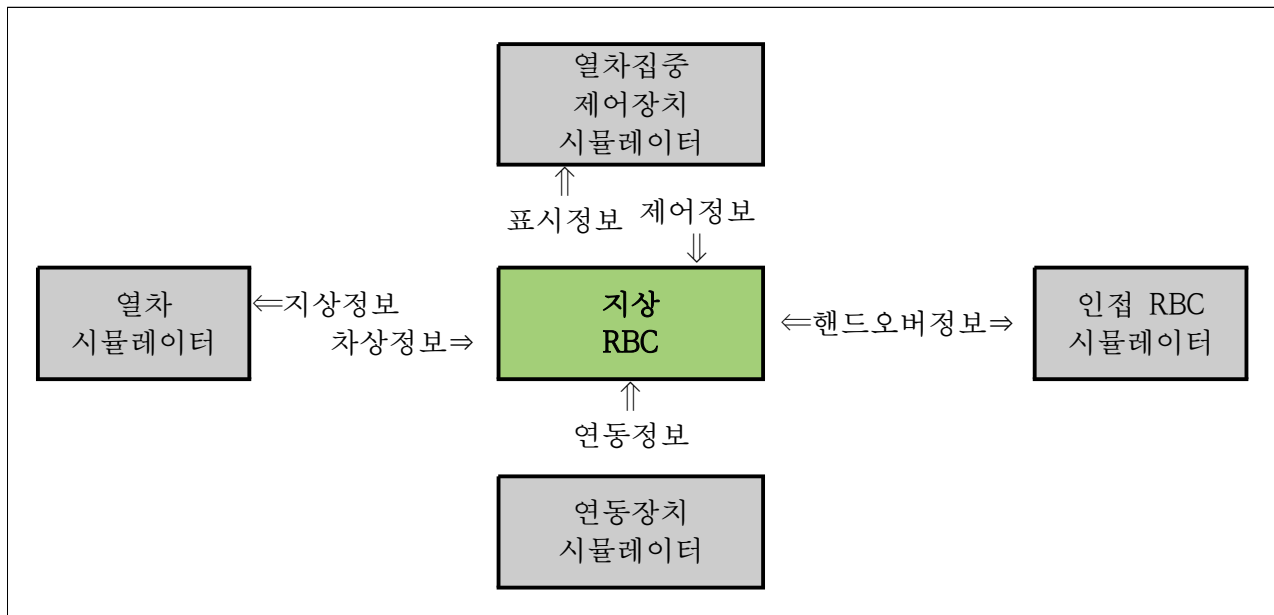 열차집중
제어장치
시뮬레이터
⇑
표시정보
제어정보
⇓
열차
시뮬레이터
⇐지상정보
차상정보⇒
지상
RBC
⇐핸드오버정보⇒
인접 RBC
시뮬레이터
⇑
연동정보
연동장치
시뮬레이터